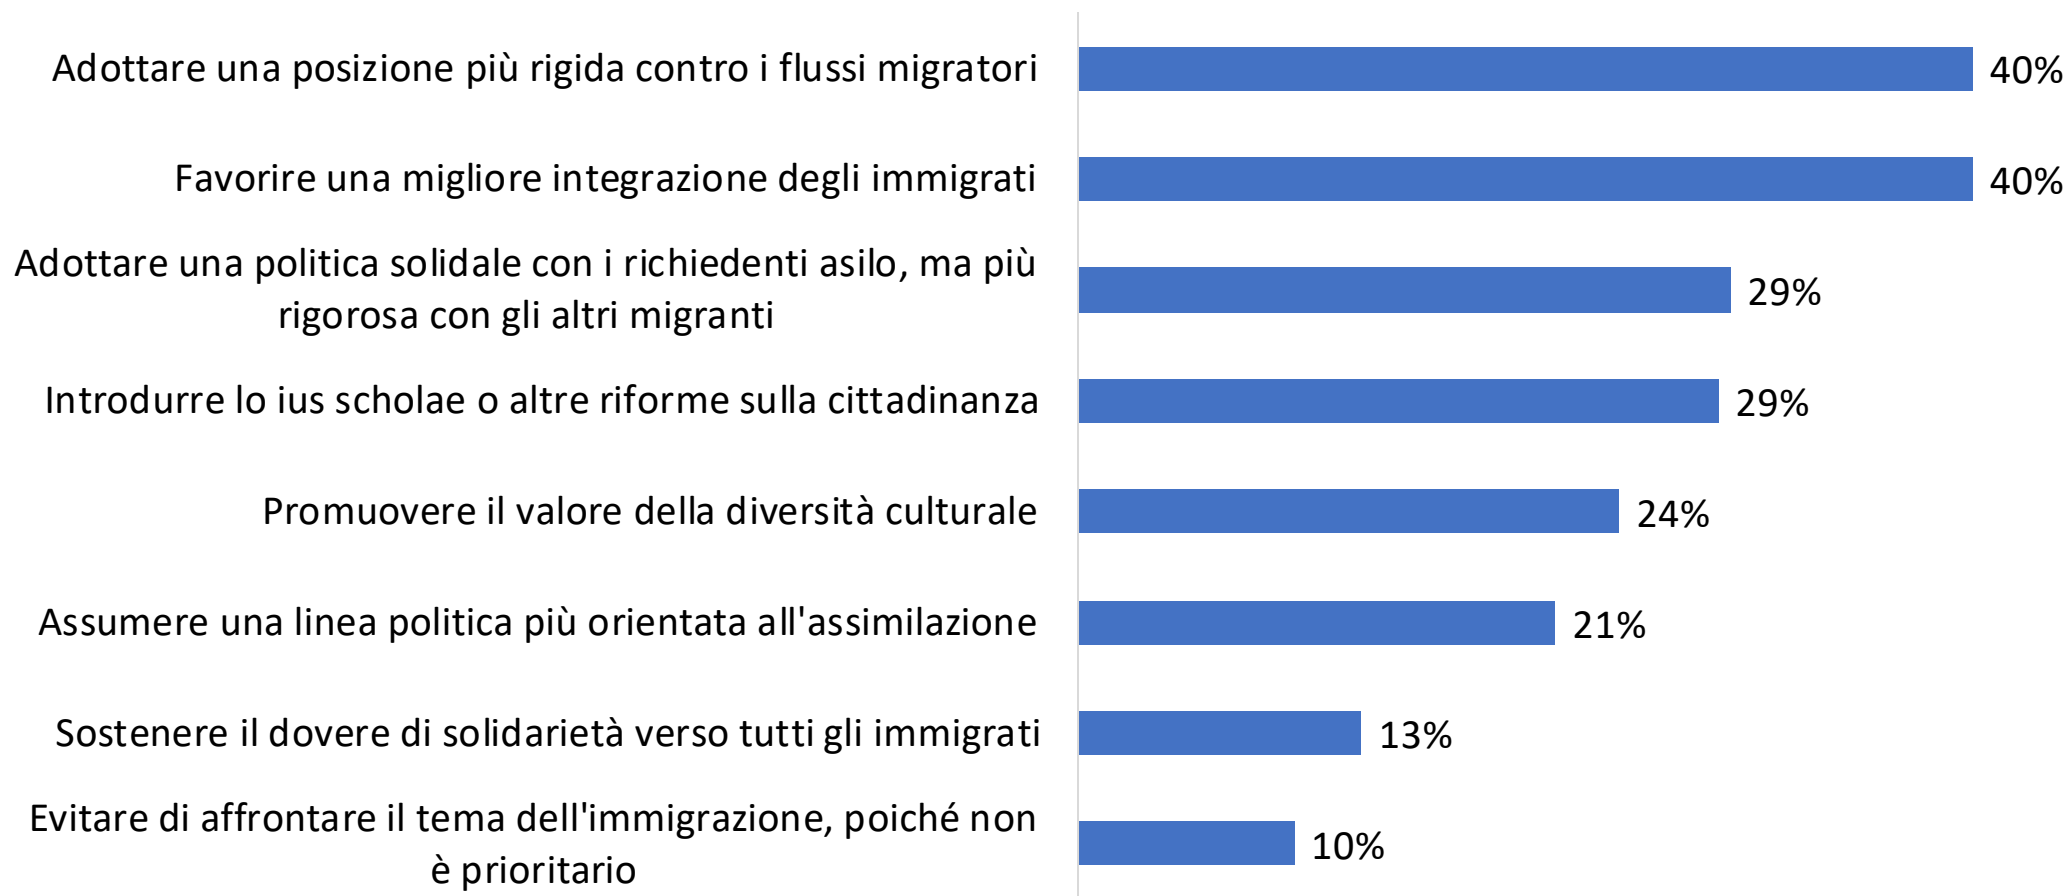 Adottare una posizione più rigida contro i flussi migratori 40%
Favorire una migliore integrazione degli immigrati 40%
Adottare una politica solidale con i richiedenti asilo, ma più
rigorosa con gli altri migranti 29%
Introdurre lo ius scholae o altre riforme sulla cittadinanza 29%
Promuovere il valore della diversità culturale 24%
Assumere una linea politica più orientata all'assimilazione 21%
Sostenere il dovere di solidarietà verso tutti gli immigrati 13%
Evitare di affrontare il tema dell'immigrazione, poiché non
è prioritario 10%